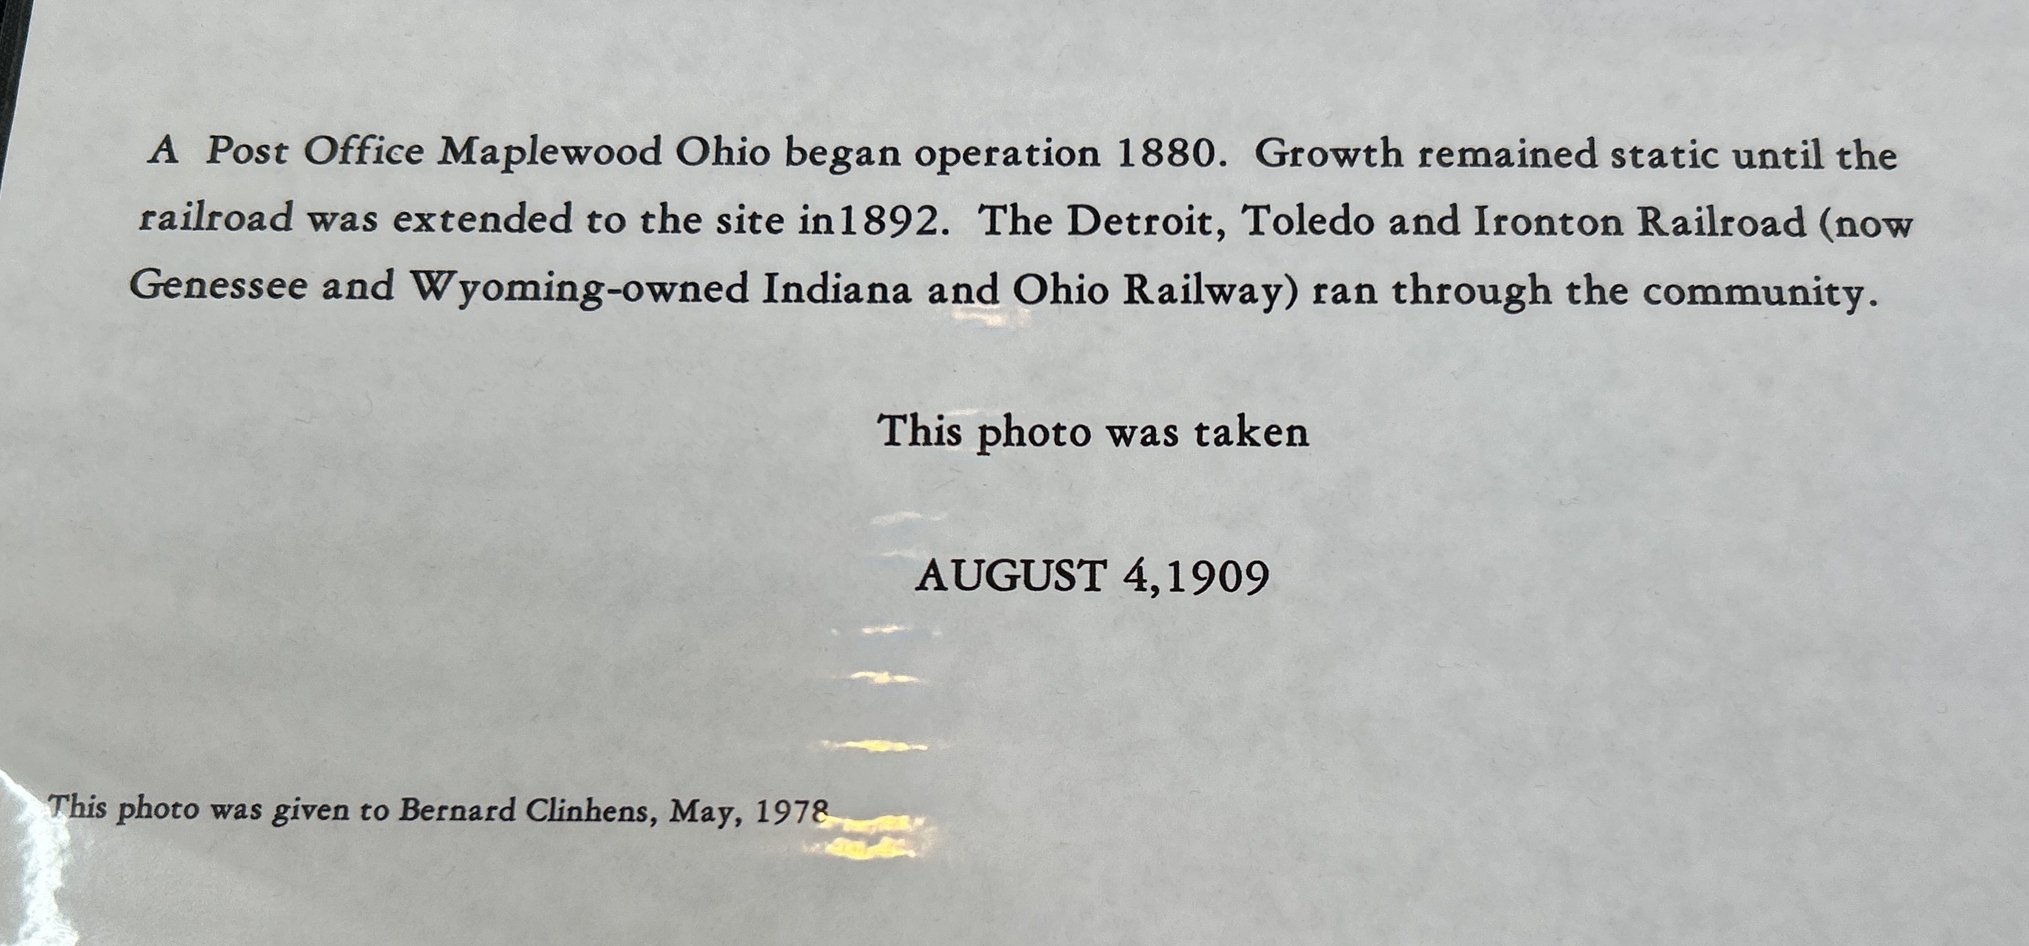 A Post Office Maplewood Ohio began operation 1880. Growth remained static until the
railroad was extended to the site in1892. The Detroit, Toledo and Ironton Railroad (now
Genessee and Wyoming-owned Indiana and Ohio Railway) ran through the community.
This photo was taken
AUGUST 4,1909
This photo was given to Bernard Clinhens, May, 1978